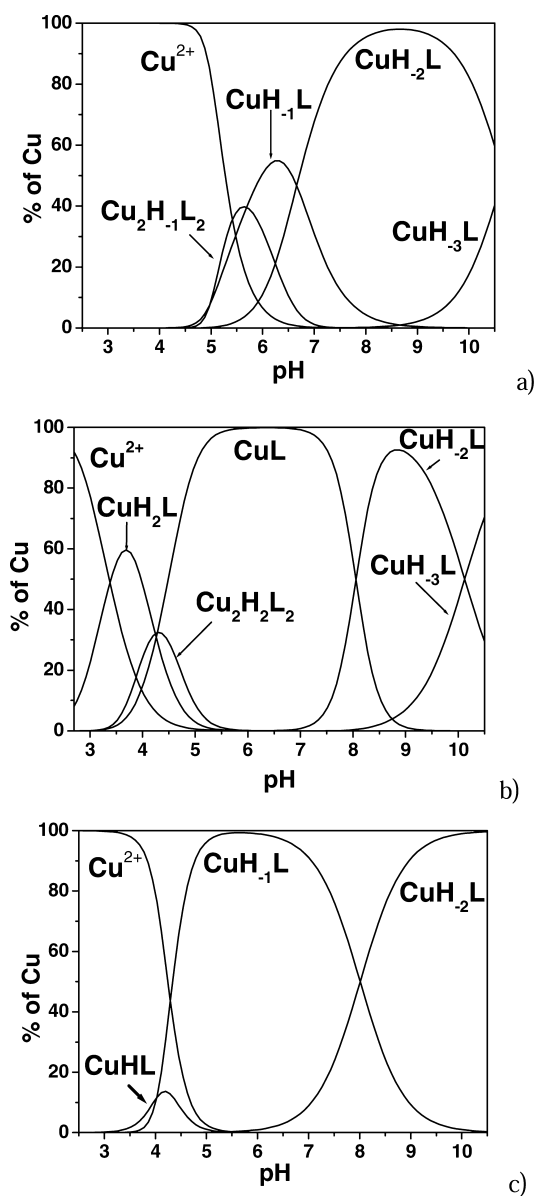 100
80
60
40
20
0
% of Cu
Cu²⁺
CuH₋₂L
CuH₋₁L
Cu₂H₋₁L₂
CuH₋₃L
3 4 5 6 7 8 9 10
pH
a)
100
80
60
40
20
0
% of Cu
Cu²⁺
CuL
CuH₋₂L
CuH₂L
CuH₋₃L
Cu₂H₂L₂
3 4 5 6 7 8 9 10
pH
b)
100
80
60
40
20
0
% of Cu
Cu²⁺
CuH₋₁L
CuH₋₂L
CuHL
3 4 5 6 7 8 9 10
pH
c)